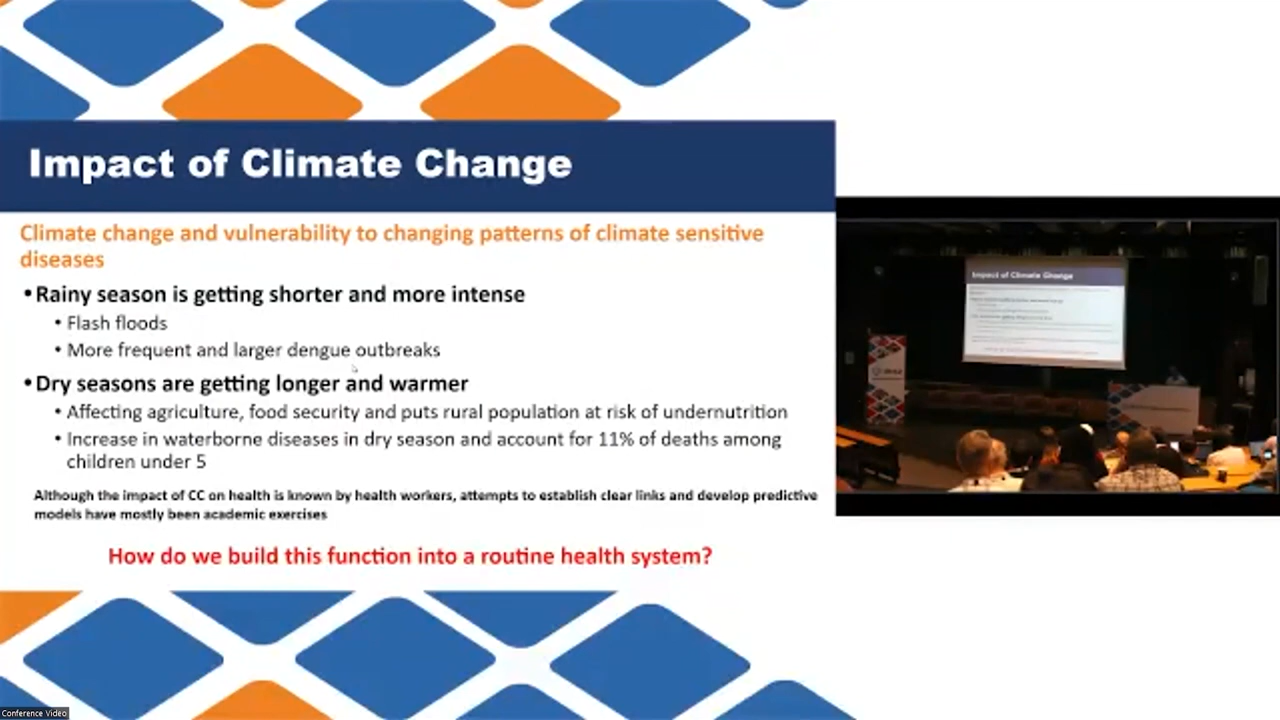 Impact of Climate Change
Climate change and vulnerability to changing patterns of climate sensitive
diseases
• Rainy season is getting shorter and more intense
• Flash floods
• More frequent and larger dengue outbreaks
• Dry seasons are getting longer and warmer
• Affecting agriculture, food security and puts rural population at risk of undernutrition
• Increase in waterborne diseases in dry season and account for 11% of deaths among
children under 5
Although the impact of CC on health is known by health workers, attempts to establish clear links and develop predictive
models have mostly been academic exercises
How do we build this function into a routine health system?
Impact of Climate Change
Conference Video